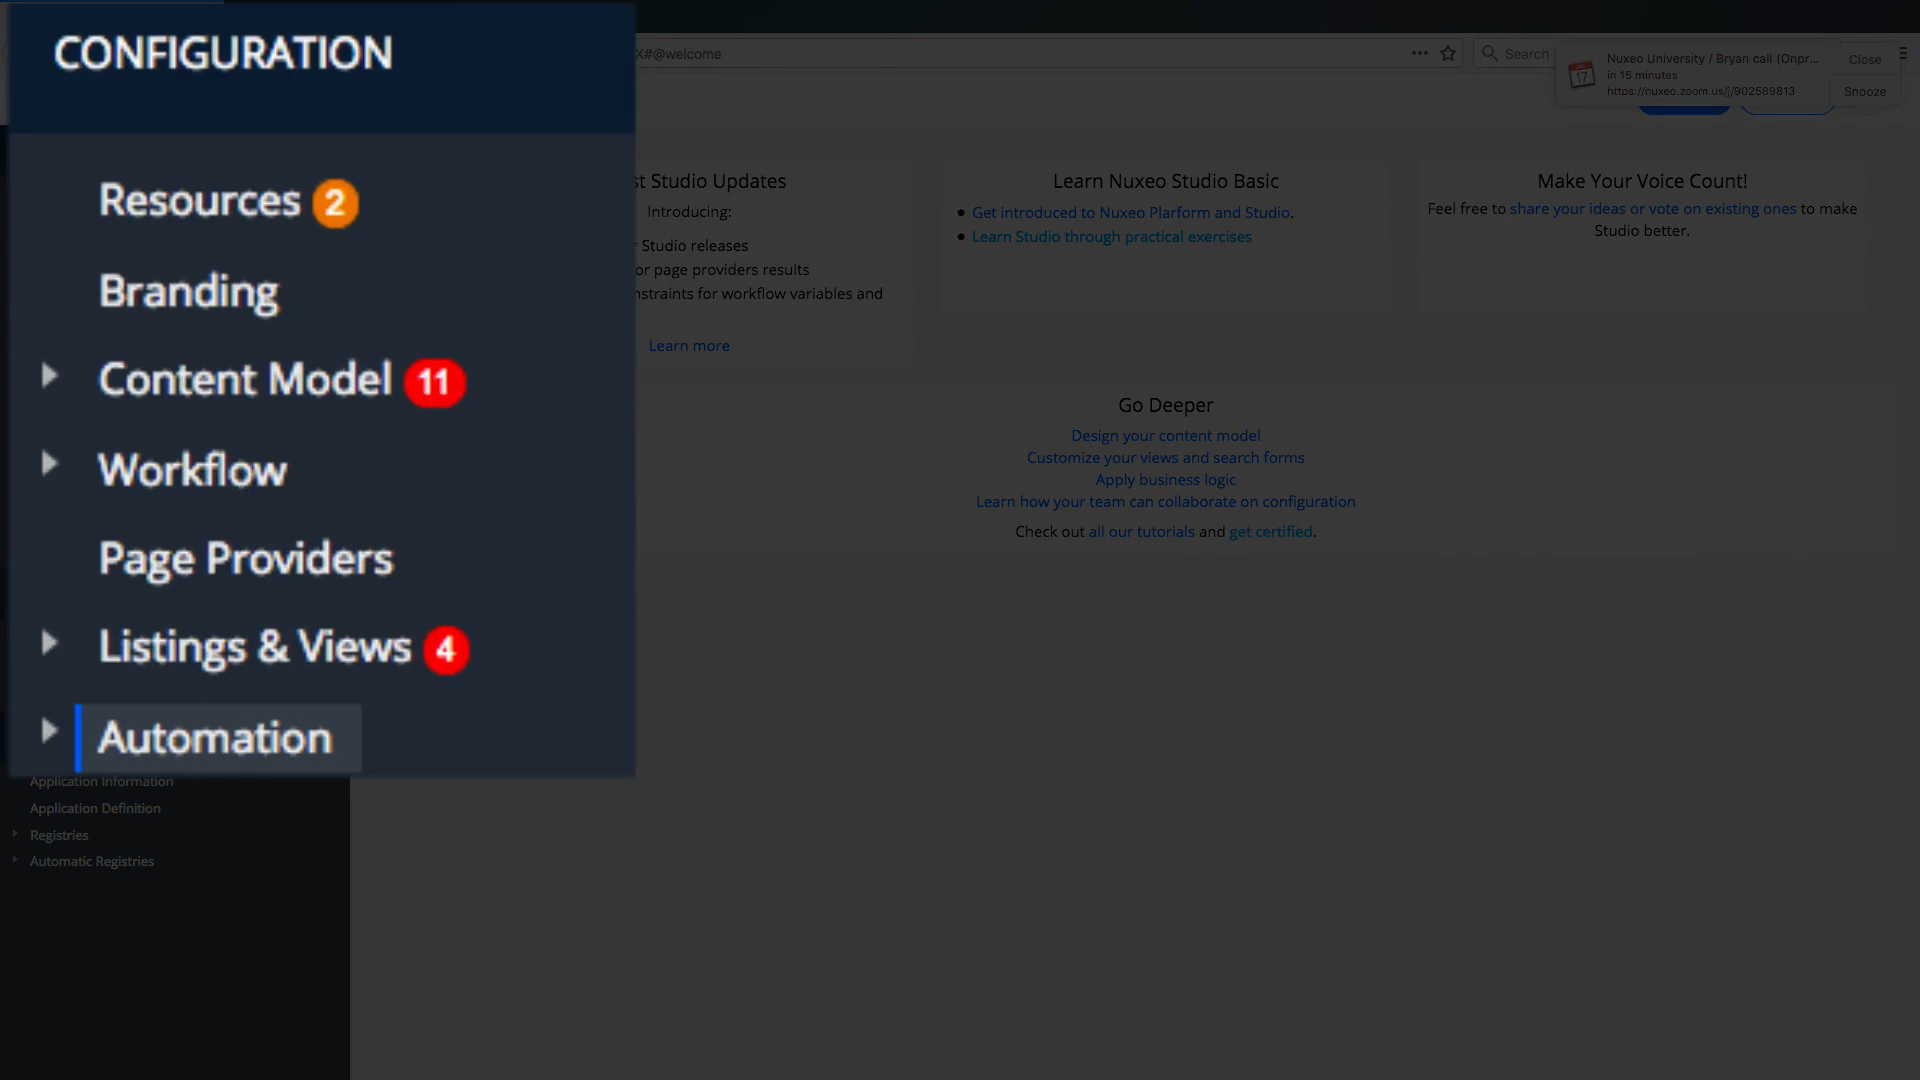 CONFIGURATION
Resources 2
Branding
Content Model 11
Workflow
Page Providers
Listings & Views 4
Automation
Application Information
Application Definition
Registries
Automatic Registries
X#@welcome
Search
Nuxeo University / Bryan call (Onpr...
in 15 minutes
https://nuxeo.zoom.us/j/902589813
Close
Snooze
st Studio Updates
Introducing:
r Studio releases
or page providers results
nstraints for workflow variables and
Learn more
Learn Nuxeo Studio Basic
Get introduced to Nuxeo Plarform and Studio.
Learn Studio through practical exercises
Make Your Voice Count!
Feel free to share your ideas or vote on existing ones to make
Studio better.
Go Deeper
Design your content model
Customize your views and search forms
Apply business logic
Learn how your team can collaborate on configuration
Check out all our tutorials and get certified.